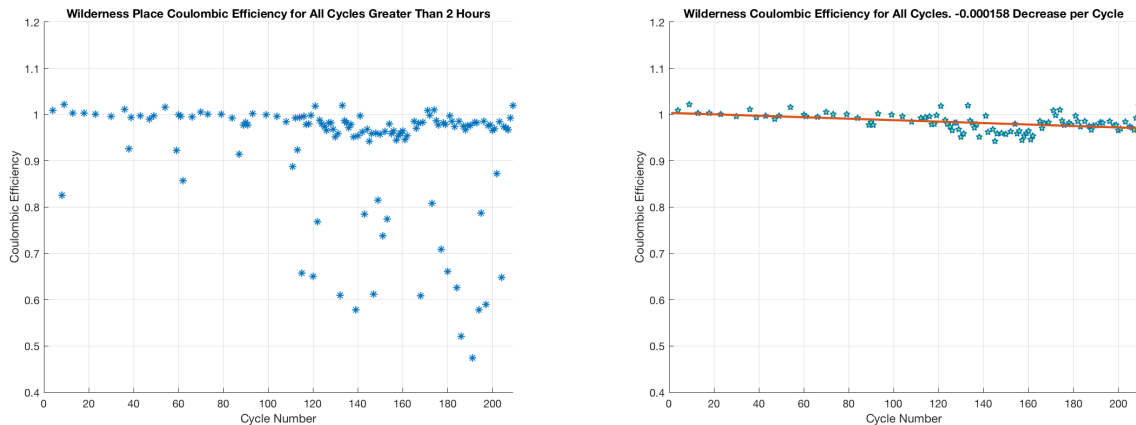 Wilderness Place Coulombic Efficiency for All Cycles Greater Than 2 Hours
1.2
1.1
1
0.9
0.8
0.7
0.6
0.5
0.4
Coulombic Efficiency
0 20 40 60 80 100 120 140 160 180 200
Cycle Number
Wilderness Coulombic Efficiency for All Cycles. -0.000158 Decrease per Cycle
1.2
1.1
1
0.9
0.8
0.7
0.6
0.5
0.4
Coulombic Efficiency
0 20 40 60 80 100 120 140 160 180 200
Cycle Number